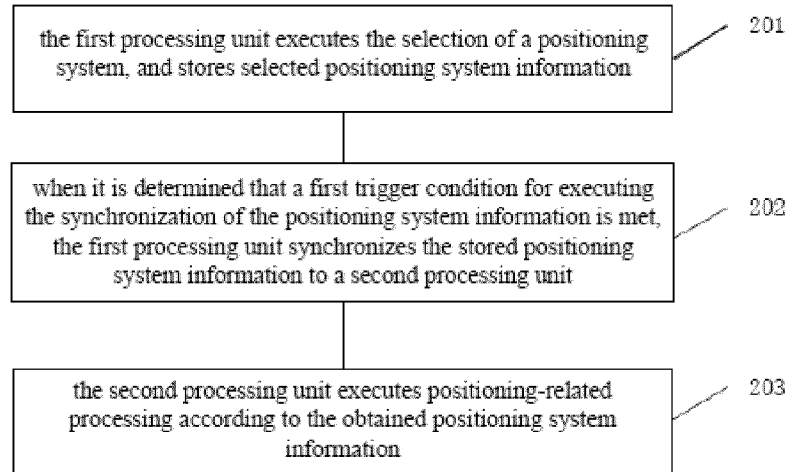 the first processing unit executes the selection of a positioning
system, and stores selected positioning system information
201
when it is determined that a first trigger condition for executing
the synchronization of the positioning system information is met,
the first processing unit synchronizes the stored positioning
system information to a second processing unit
202
the second processing unit executes positioning-related
processing according to the obtained positioning system
information
203